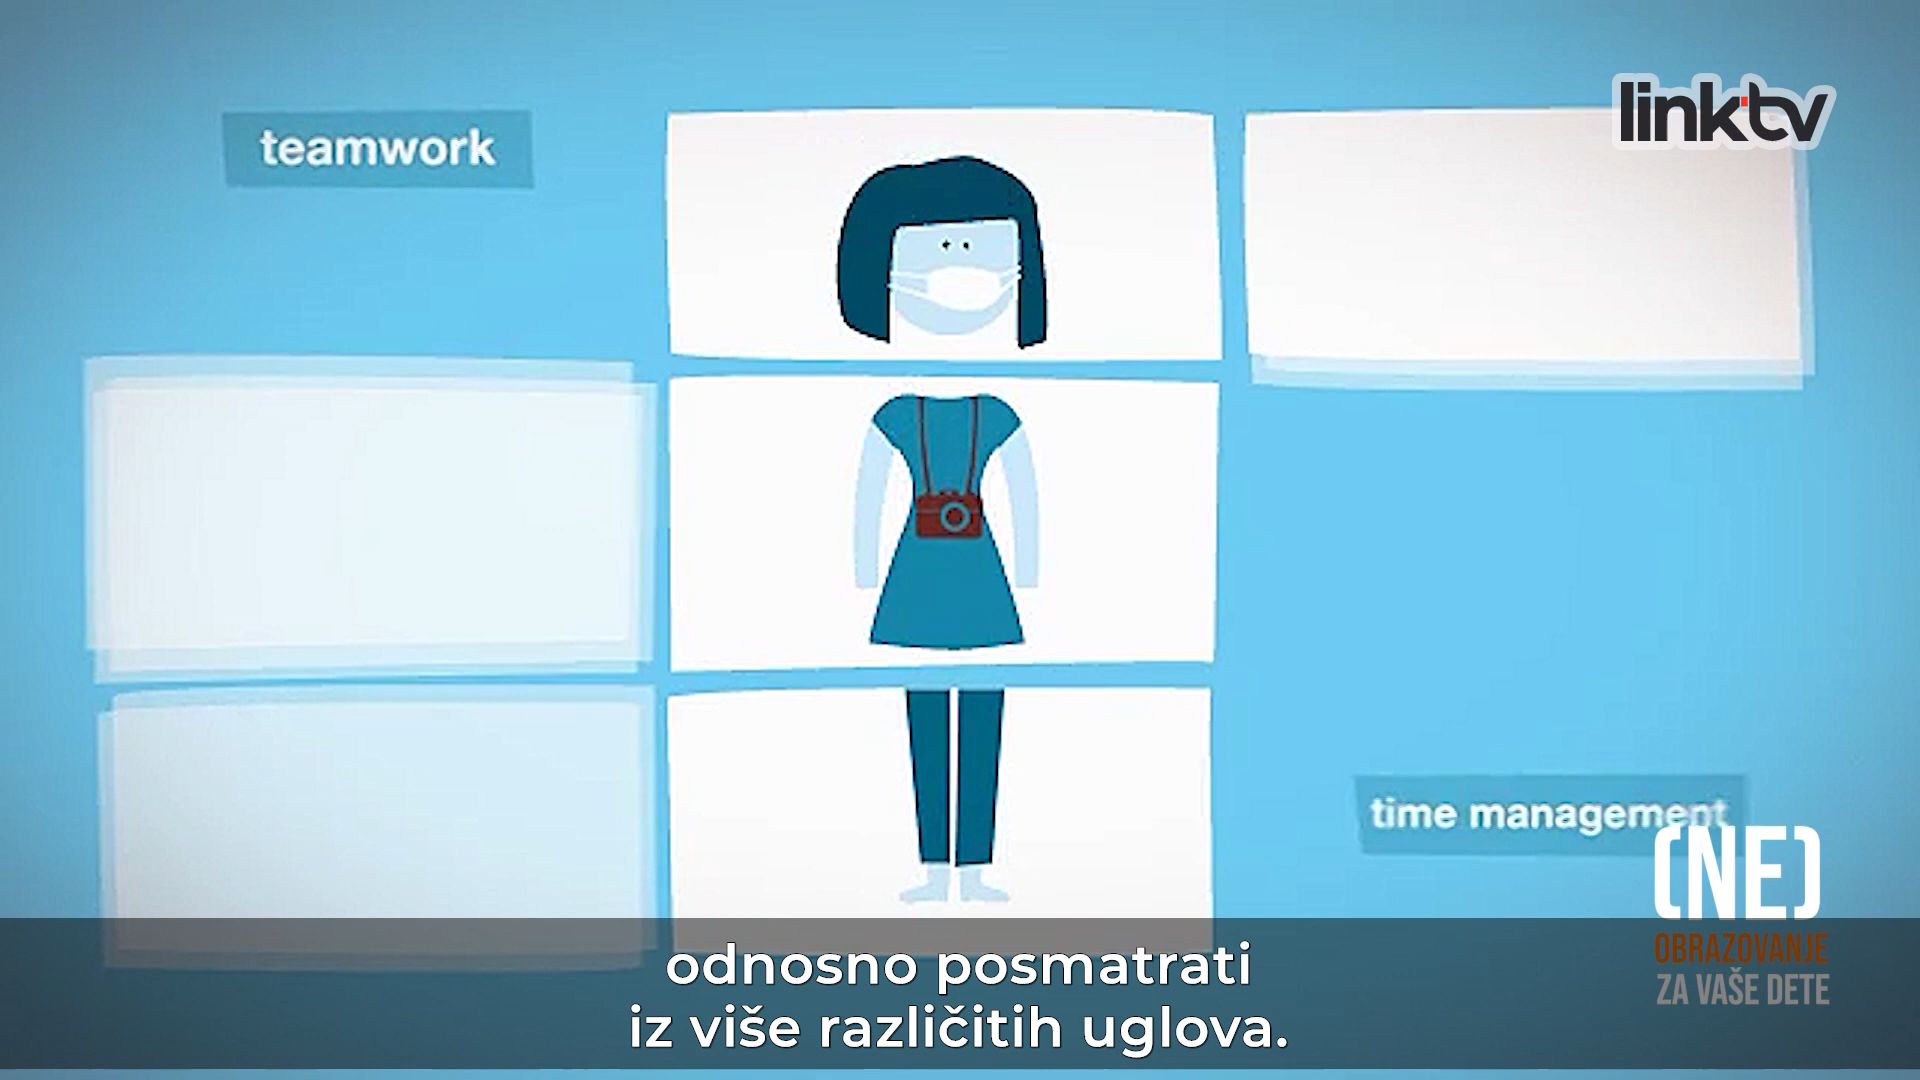 linktv
teamwork
time management
(NE)
OBRAZOVANJE
ZA VAŠE DETE
odnosno posmatrati
iz više različitih uglova.